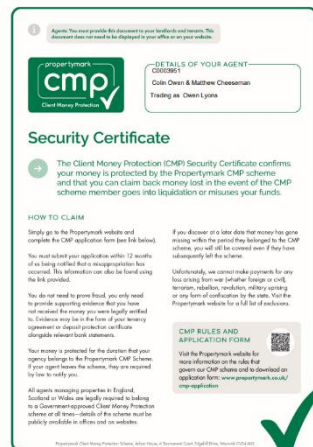 Agents: You must provide this document to your landlords and tenants. This
document does not need to be displayed in your office or on your website.
propertymark
cmp
Client Money Protection
DETAILS OF YOUR AGENT
C0003951
Colin Owen & Matthew Cheeseman
Trading as Owen Lyons
Security Certificate
The Client Money Protection (CMP) Security Certificate confirms
your money is protected by the Propertymark CMP scheme
and that you can claim back money lost in the event of the CMP
scheme member goes into liquidation or misuses your funds.
HOW TO CLAIM
Simply go to the Propertymark website and
complete the CMP application form (see link below).
You must submit your application within 12 months
of us being notified that a misappropriation has
occurred. This information can also be found using
the link provided.
You do not need to prove fraud, you only need
to provide supporting evidence that you have
not received the money you were legally entitled
to. Evidence may be in the form of your tenancy
agreement or deposit protection certificate
alongside relevant bank statements.
Your money is protected for the duration that your
agency belongs to the Propertymark CMP Scheme.
If your agent leaves the scheme, they are required
by law to notify you.
All agents managing properties in England,
Scotland or Wales are legally required to belong
to a Government-approved Client Money Protection
scheme at all times—details of the scheme must be
publicly available in offices and on websites.
If you discover at a later date that money has gone
missing within the period they belonged to the CMP
scheme, you will still be covered even if they have
subsequently left the scheme.
Unfortunately, we cannot make payments for any
loss arising from war (whether foreign or civil),
terrorism, rebellion, revolution, military uprising
or any form of confiscation by the state. Visit the
Propertymark website for a full list of exclusions.
CMP RULES AND
APPLICATION FORM
Visit the Propertymark website for
more information on the rules that
govern our CMP scheme and to download an
application form: www.propertymark.co.uk/
cmp-application
Propertymark Client Money Protection Scheme, Arbon House, 6 Tournament Court, Edgehill Drive, Warwick CV34 6LG